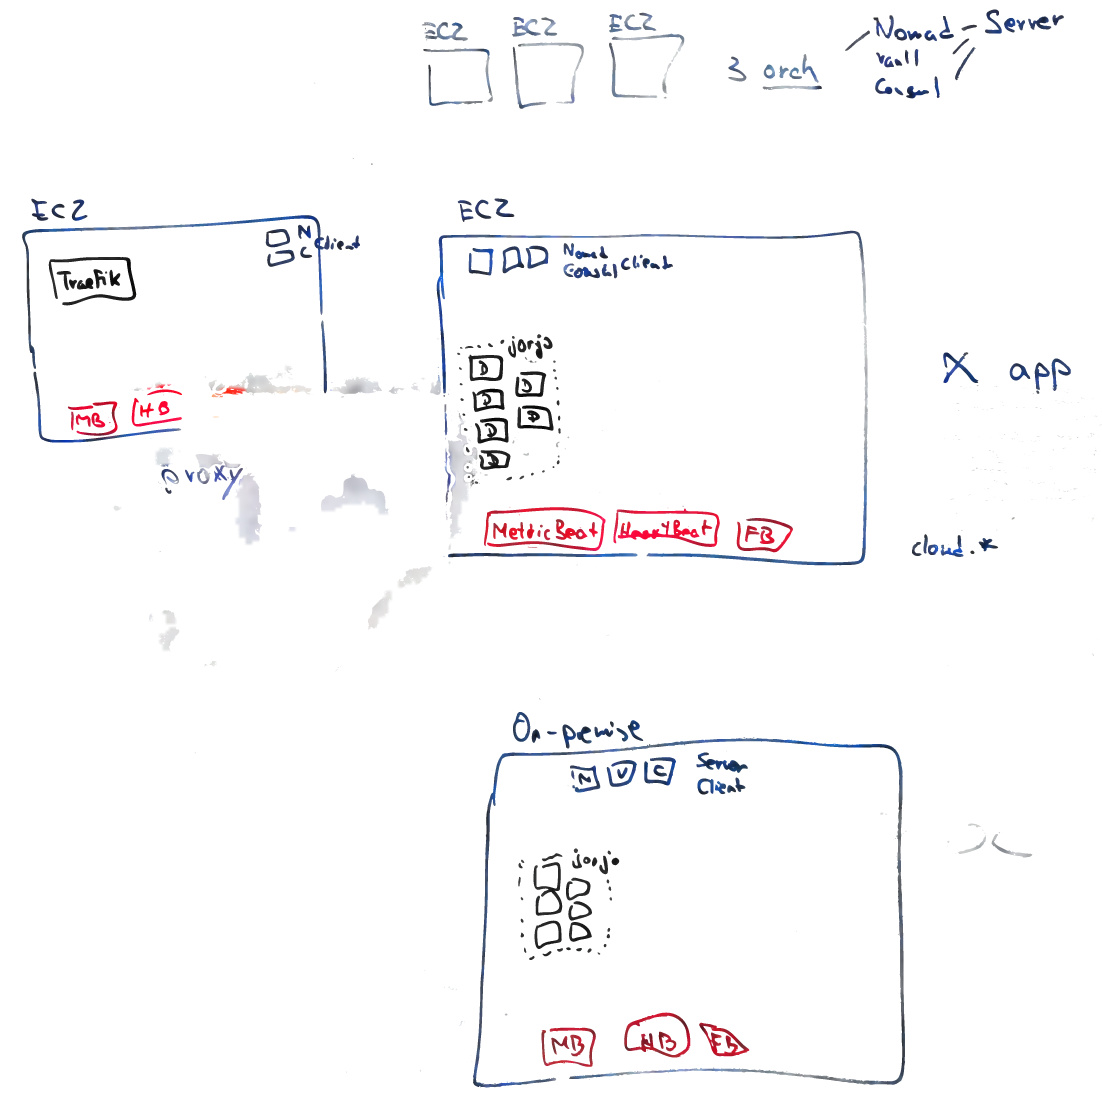 EC2 EC2 EC2
3 orch
Nomad - Server
Vault
Consul
EC2
N
C Client
Traefik
MB HB
proxy
EC2
Nomad
Consul Client
jorjo
D
D
D
D
D
D
MetricBeat HeartBeat FB
X app
cloud.*
On-premise
N V C Server
Client
jorjo
MB HB FB